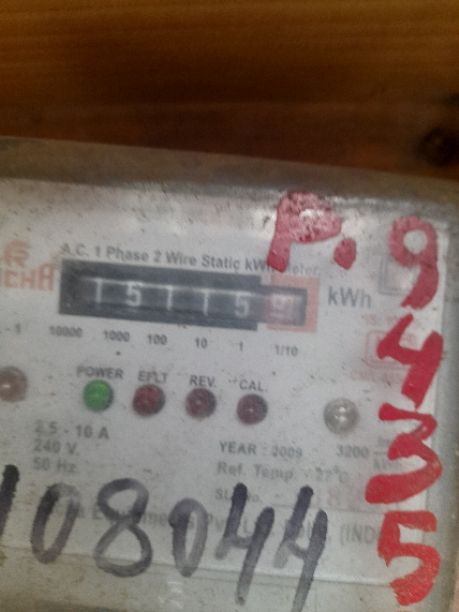 P.9435
A.C. 1 Phase 2 Wire Static kWh Meter
15115 kWh
10000 1000 100 10 1 1/10
POWER EPLT REV. CAL.
2.5 - 10 A
240 V
50 Hz
YEAR : 2009 3200
Ref. Temp. : 27°C
108044